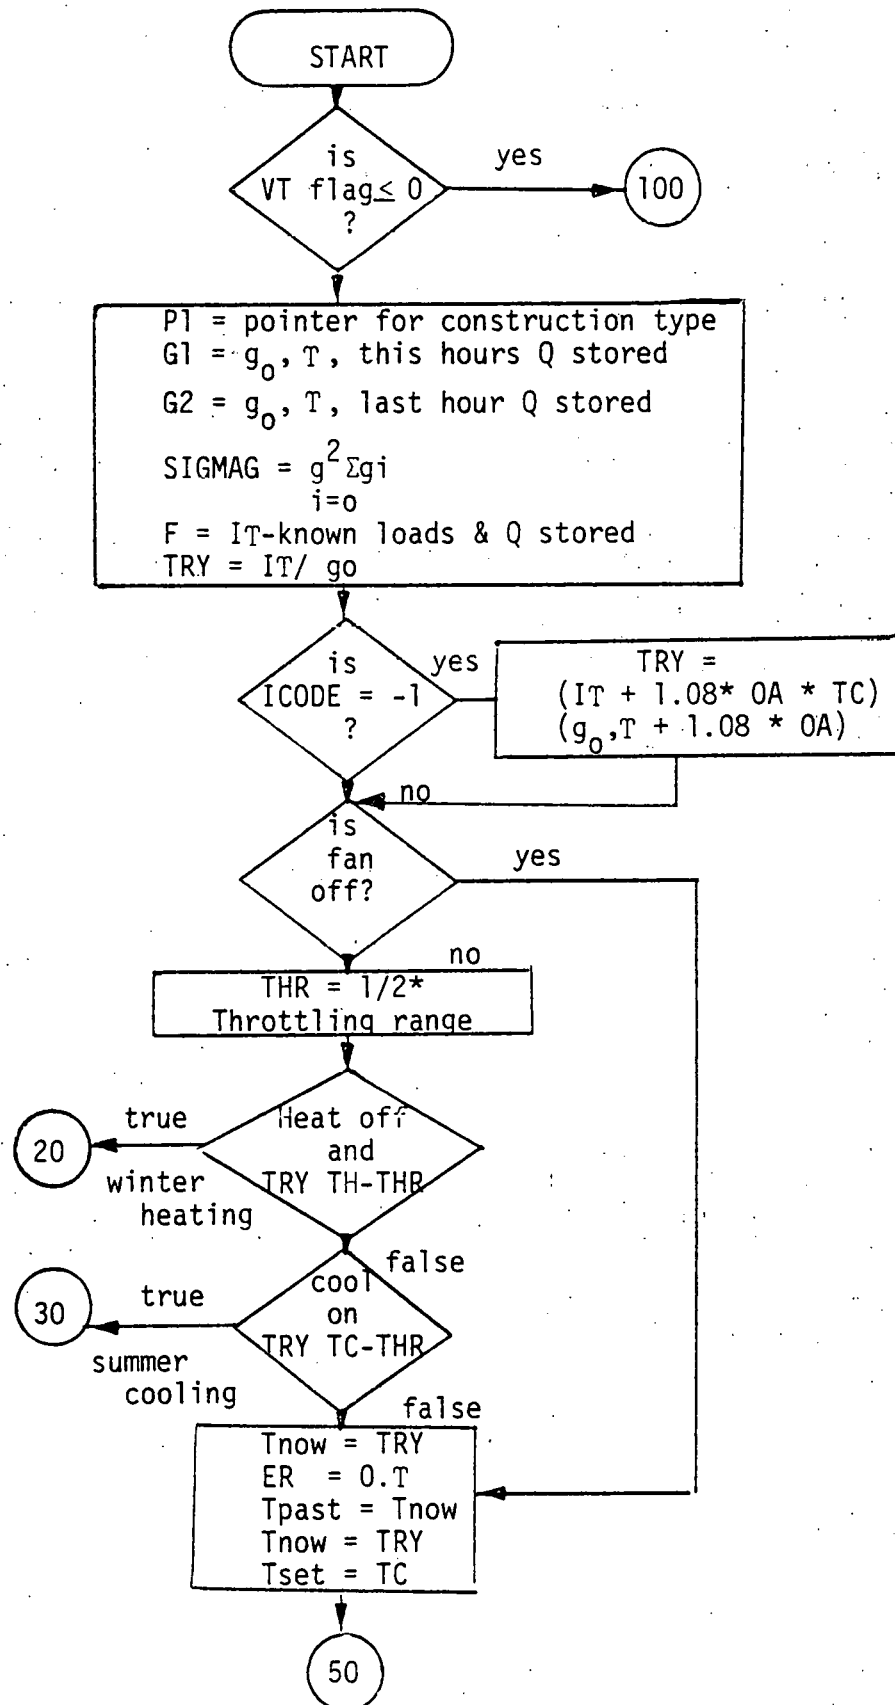 START
is
VT flag ≤ 0
?
yes
100
P1 = pointer for construction type
G1 = g₀, T, this hours Q stored
G2 = g₀, T, last hour Q stored
SIGMAG = g² Σgi
i=o
F = IT-known loads & Q stored
TRY = IT/ go
is
ICODE = -1
?
yes
TRY =
(IT + 1.08* OA * TC)
(g₀,T + 1.08 * OA)
no
is
fan
off?
yes
no
THR = 1/2*
Throttling range
Heat off
and
TRY TH-THR
true
20
winter
heating
false
cool
on
TRY TC-THR
true
30
summer
cooling
false
Tnow = TRY
ER = 0.T
Tpast = Tnow
Tnow = TRY
Tset = TC
50